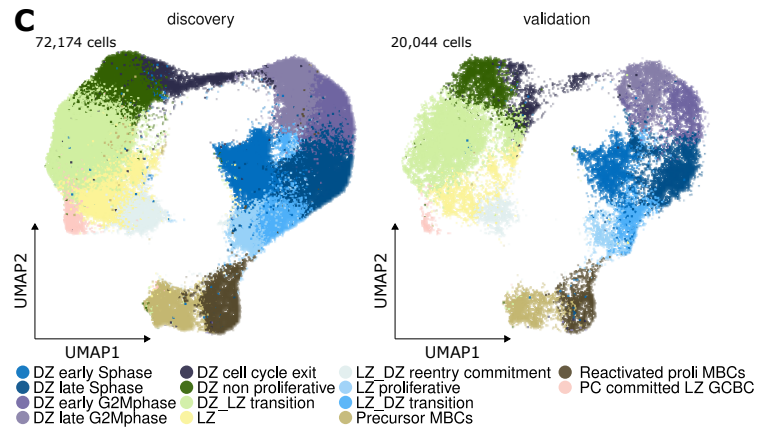 C
discovery
validation
72,174 cells
20,044 cells
UMAP2
UMAP1
UMAP2
UMAP1
DZ early Sphase
DZ late Sphase
DZ early G2Mphase
DZ late G2Mphase
DZ cell cycle exit
DZ non proliferative
DZ_LZ transition
LZ
LZ_DZ reentry commitment
LZ proliferative
LZ_DZ transition
Precursor MBCs
Reactivated proli MBCs
PC committed LZ GCBC